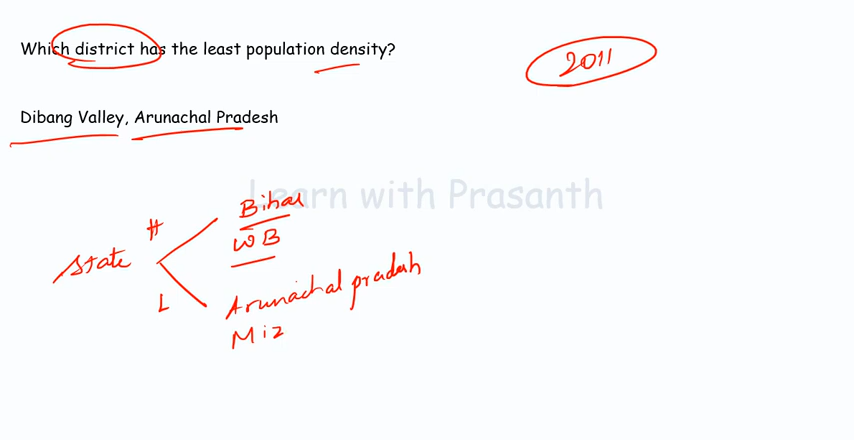 Which district has the least population density?
2011
Dibang Valley, Arunachal Pradesh
Learn with Prasanth
Bihar
H
WB
State
L
Arunachal pradesh
Miz